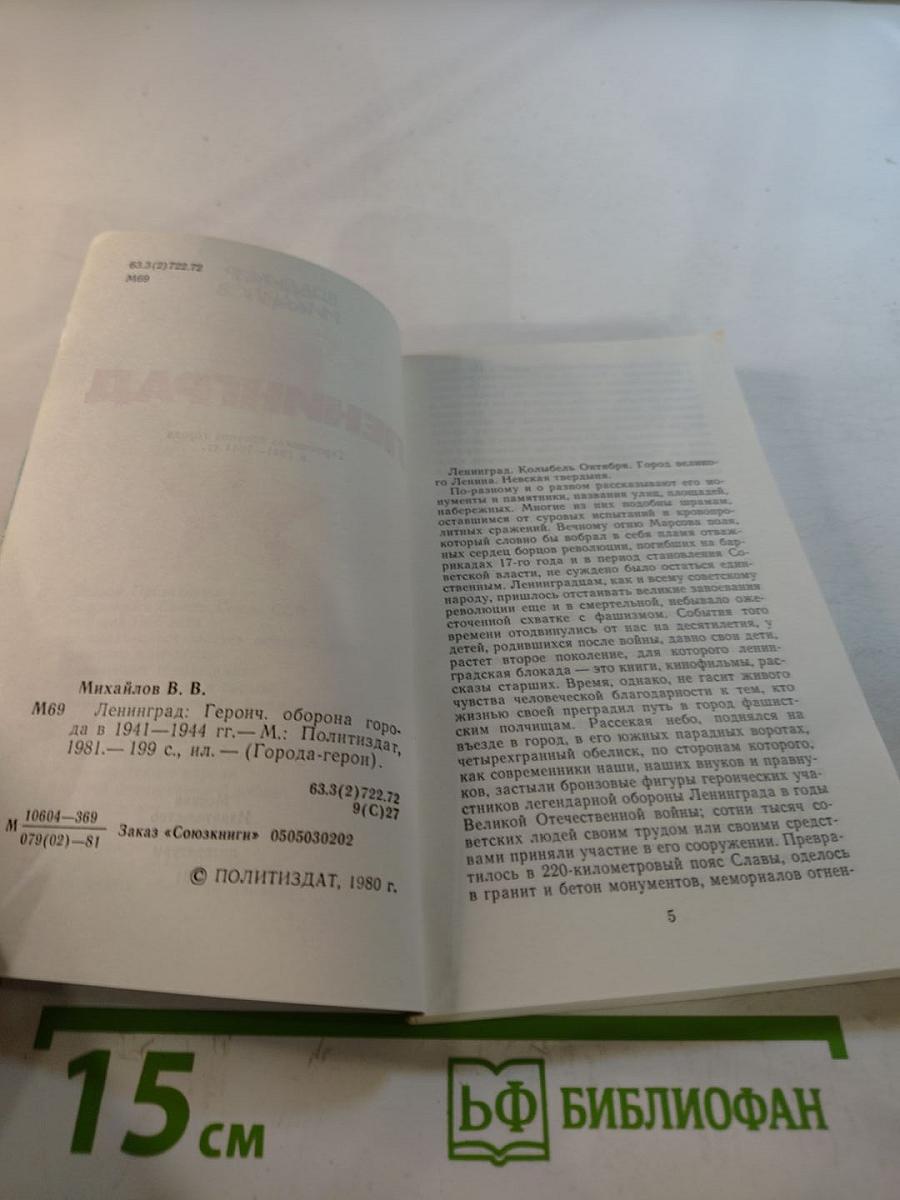 63.3(2)722.72
М69
Михайлов В. В.
М69 Ленинград: Героич. оборона горо-
да в 1941—1944 гг.— М.: Политиздат,
1981.— 199 с., ил. — (Города-герои).
63.3(2)722.72
9(С)27
М 10604—369
079(02)—81
Заказ «Союзкниги» 0505030202
© ПОЛИТИЗДАТ, 1980 г.
Ленинград. Колыбель Октября. Город велико-
го Ленина. Невская твердыня.
По-разному и о разном рассказывают его мо-
нументы и памятники, названия улиц, площадей,
набережных. Многие из них подобны шрамам,
оставшимся от суровых испытаний и кровопро-
литных сражений. Вечному огню Марсова поля,
который словно бы вобрал в себя пламя отваж-
ных сердец борцов революции, погибших на бар-
рикадах 17-го года и в период становления Со-
ветской власти, не суждено было остаться един-
ственным. Ленинградцам, как и всему советскому
народу, пришлось отстаивать великие завоевания
революции еще и в смертельной, небывало оже-
сточенной схватке с фашизмом. События того
времени отодвинулись от нас на десятилетия, у
детей, родившихся после войны, давно свои дети,
растет второе поколение, для которого ленин-
градская блокада — это книги, кинофильмы, рас-
сказы старших. Время, однако, не гасит живого
чувства человеческой благодарности к тем, кто
жизнью своей преградил путь в город фашист-
ским полчищам. Рассекая небо, поднялся на
въезде в город, в его южных парадных воротах,
четырехгранный обелиск, по сторонам которого,
как современники наши, наших внуков и правну-
ков, застыли бронзовые фигуры героических уча-
стников легендарной обороны Ленинграда в годы
Великой Отечественной войны; сотни тысяч со-
ветских людей своим трудом или своими средст-
вами приняли участие в его сооружении. Превра-
тилось в 220-километровый пояс Славы, оделось
в гранит и бетон монументов, мемориалов огнен-
5
15 см
БФ БИБЛИОФАН